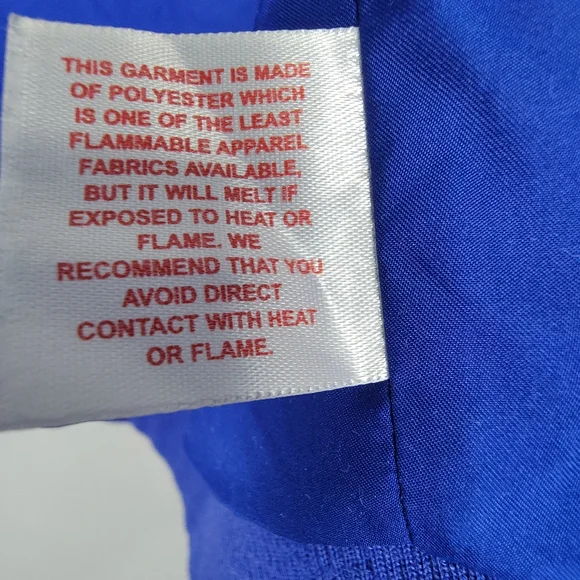 THIS GARMENT IS MADE
OF POLYESTER WHICH
IS ONE OF THE LEAST
FLAMMABLE APPAREL
FABRICS AVAILABLE,
BUT IT WILL MELT IF
EXPOSED TO HEAT OR
FLAME. WE
RECOMMEND THAT YOU
AVOID DIRECT
CONTACT WITH HEAT
OR FLAME.